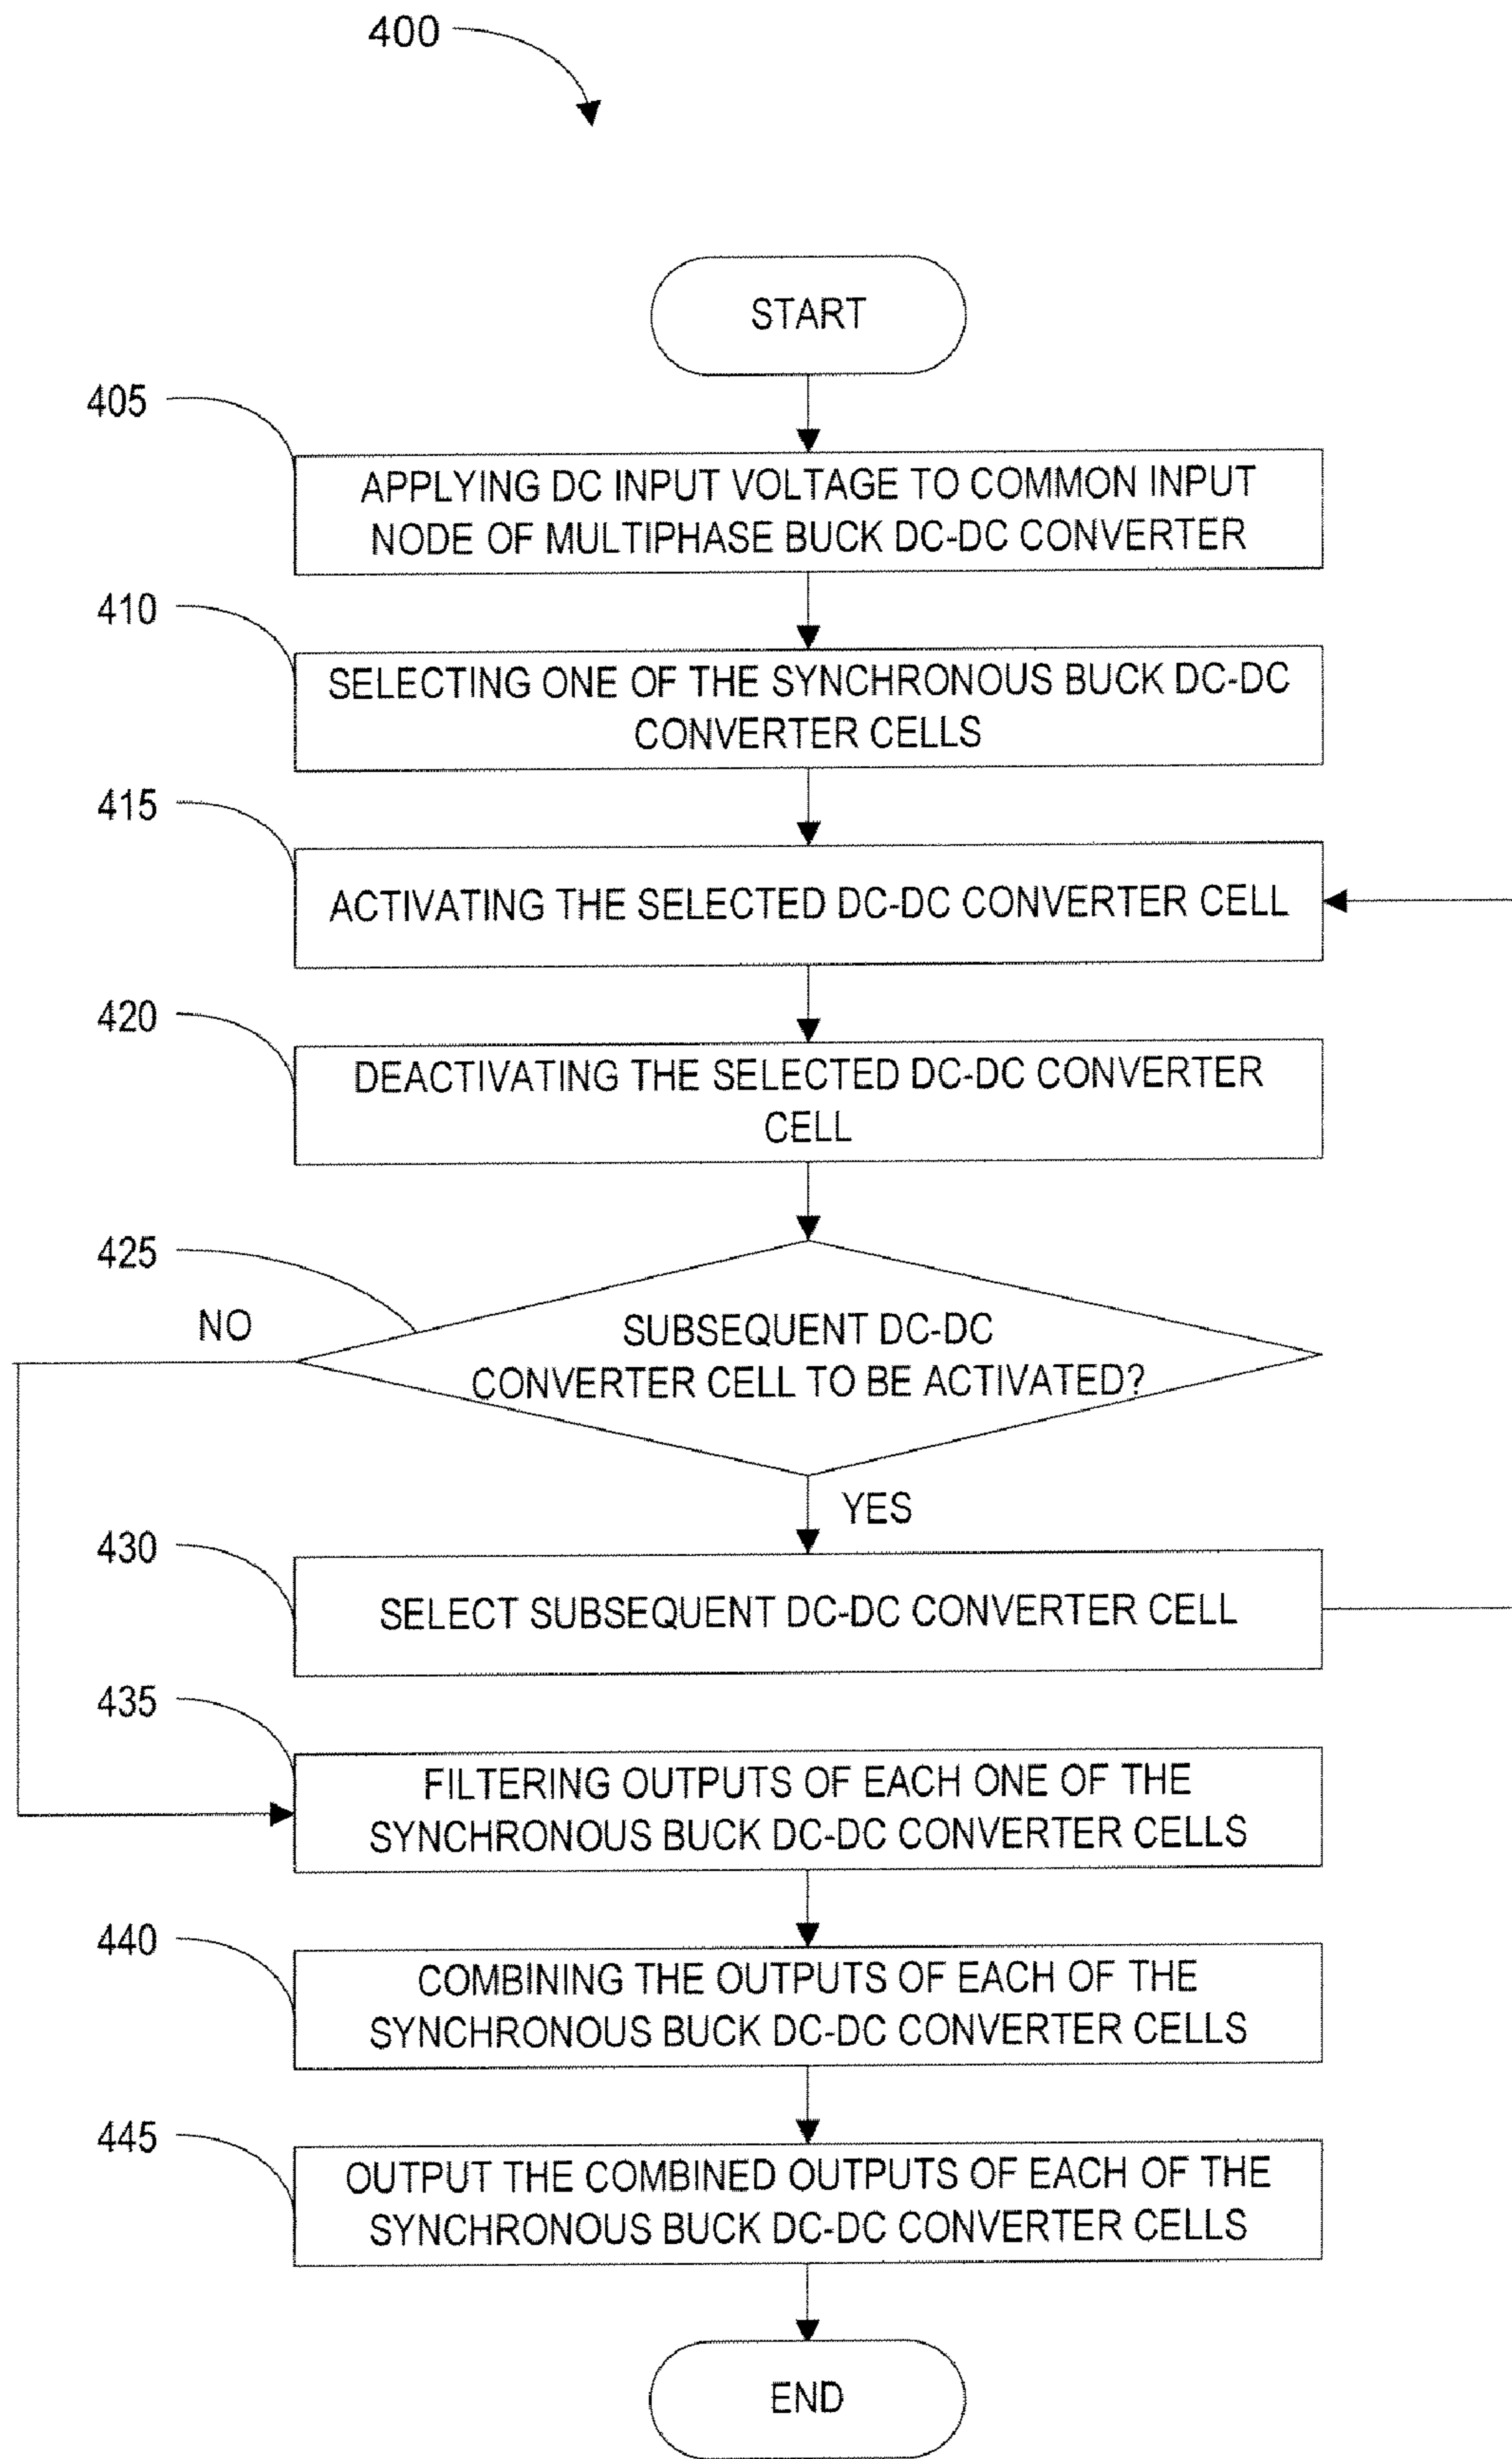 400
START
405
APPLYING DC INPUT VOLTAGE TO COMMON INPUT
NODE OF MULTIPHASE BUCK DC-DC CONVERTER
410
SELECTING ONE OF THE SYNCHRONOUS BUCK DC-DC
CONVERTER CELLS
415
ACTIVATING THE SELECTED DC-DC CONVERTER CELL
420
DEACTIVATING THE SELECTED DC-DC CONVERTER
CELL
425
NO
SUBSEQUENT DC-DC
CONVERTER CELL TO BE ACTIVATED?
YES
430
SELECT SUBSEQUENT DC-DC CONVERTER CELL
435
FILTERING OUTPUTS OF EACH ONE OF THE
SYNCHRONOUS BUCK DC-DC CONVERTER CELLS
440
COMBINING THE OUTPUTS OF EACH OF THE
SYNCHRONOUS BUCK DC-DC CONVERTER CELLS
445
OUTPUT THE COMBINED OUTPUTS OF EACH OF THE
SYNCHRONOUS BUCK DC-DC CONVERTER CELLS
END